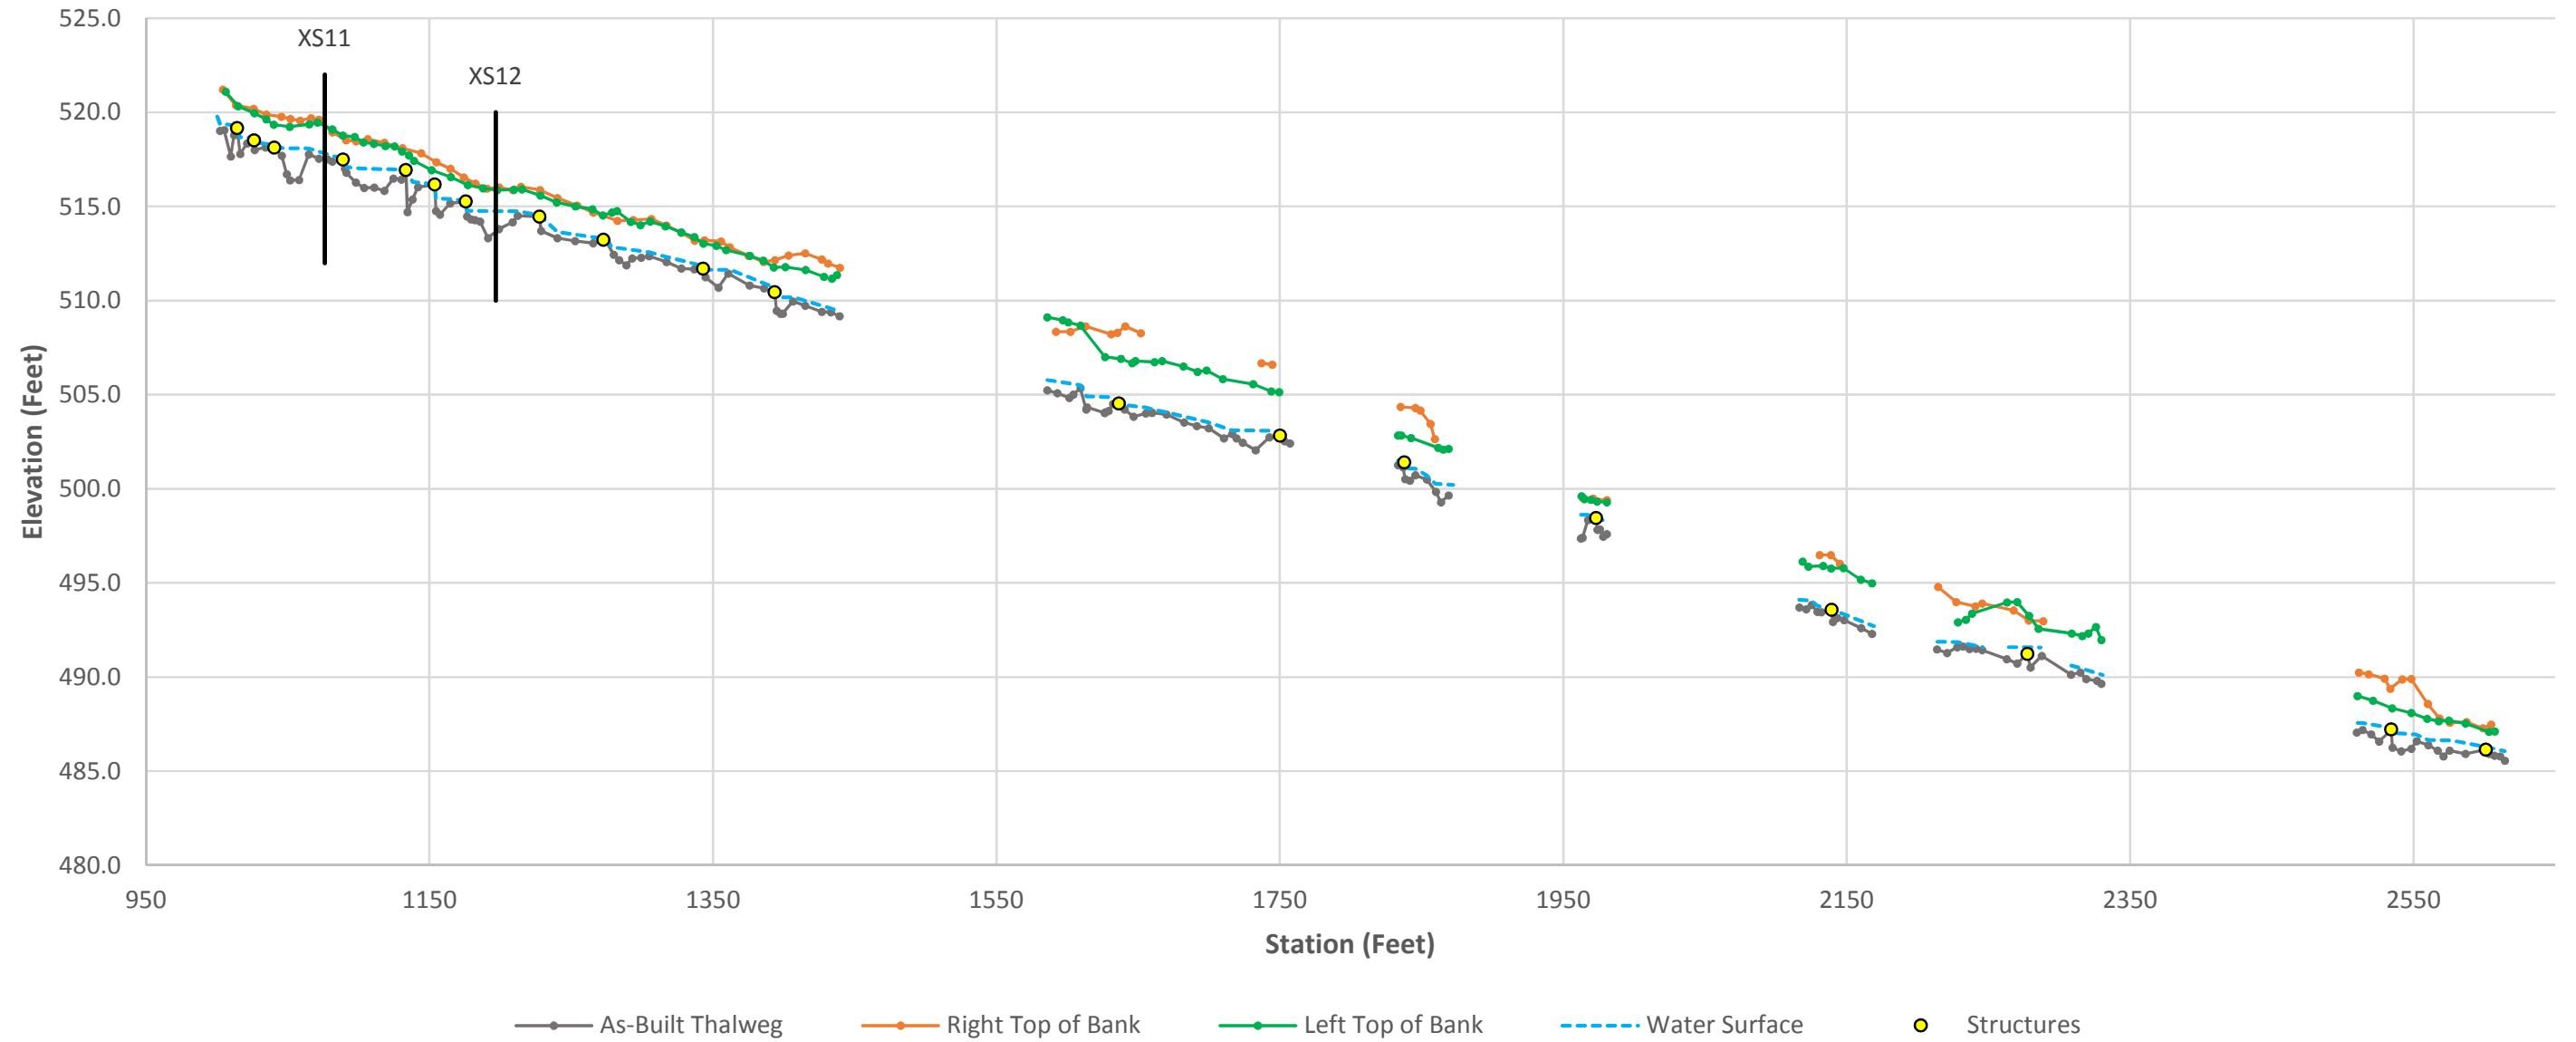 525.0
XS11
XS12
520.0
515.0
510.0
505.0
500.0
495.0
490.0
485.0
480.0
Elevation (Feet)
950 1150 1350 1550 1750 1950 2150 2350 2550
Station (Feet)
As-Built Thalweg Right Top of Bank Left Top of Bank Water Surface Structures